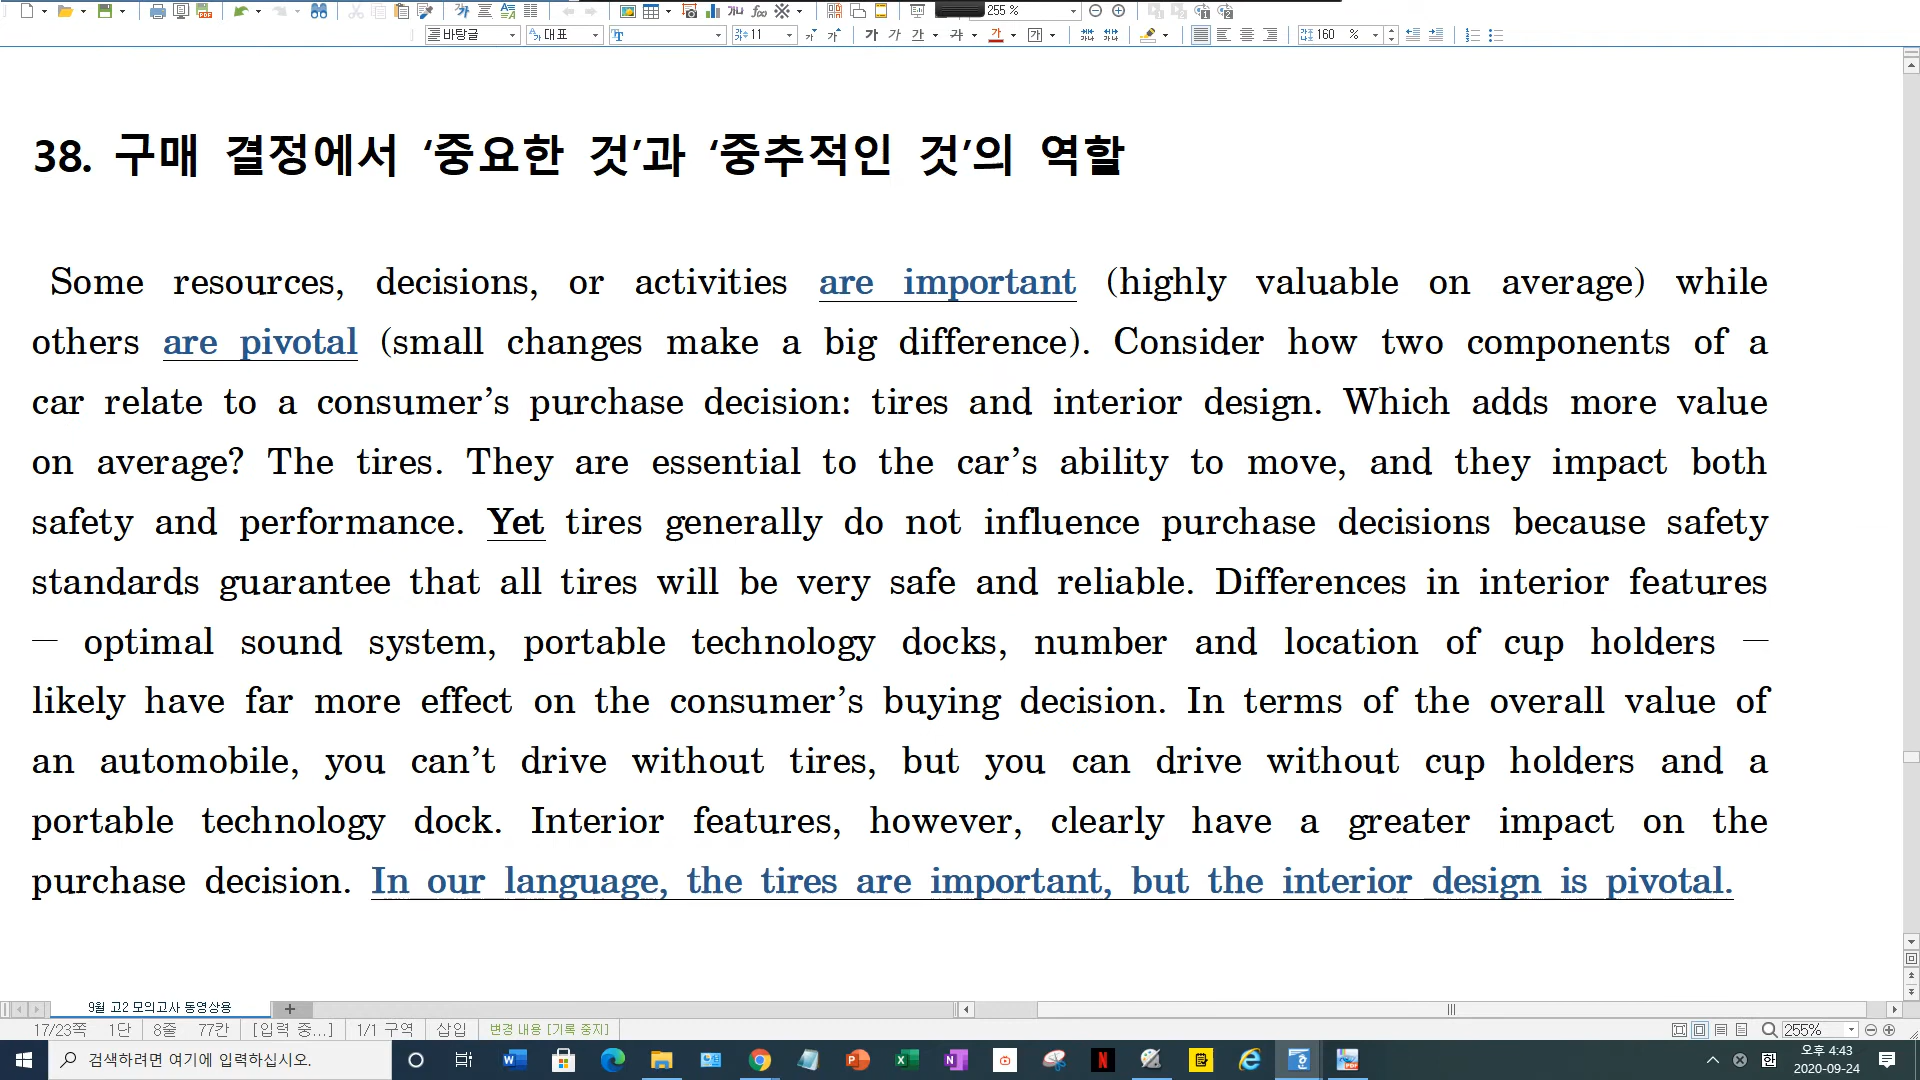 255 %
바탕글
대표
11
160 %
38. 구매 결정에서 ‘중요한 것’과 ‘중추적인 것’의 역할
Some resources, decisions, or activities are important (highly valuable on average) while
others are pivotal (small changes make a big difference). Consider how two components of a
car relate to a consumer’s purchase decision: tires and interior design. Which adds more value
on average? The tires. They are essential to the car’s ability to move, and they impact both
safety and performance. Yet tires generally do not influence purchase decisions because safety
standards guarantee that all tires will be very safe and reliable. Differences in interior features
— optimal sound system, portable technology docks, number and location of cup holders —
likely have far more effect on the consumer’s buying decision. In terms of the overall value of
an automobile, you can’t drive without tires, but you can drive without cup holders and a
portable technology dock. Interior features, however, clearly have a greater impact on the
purchase decision. In our language, the tires are important, but the interior design is pivotal.
9월 고2 모의고사 동영상용
17/23쪽 1단 8줄 77칸 [입력 중...] 1/1 구역 삽입 변경 내용 [기록 중지]
255%
검색하려면 여기에 입력하십시오.
오후 4:43
2020-09-24